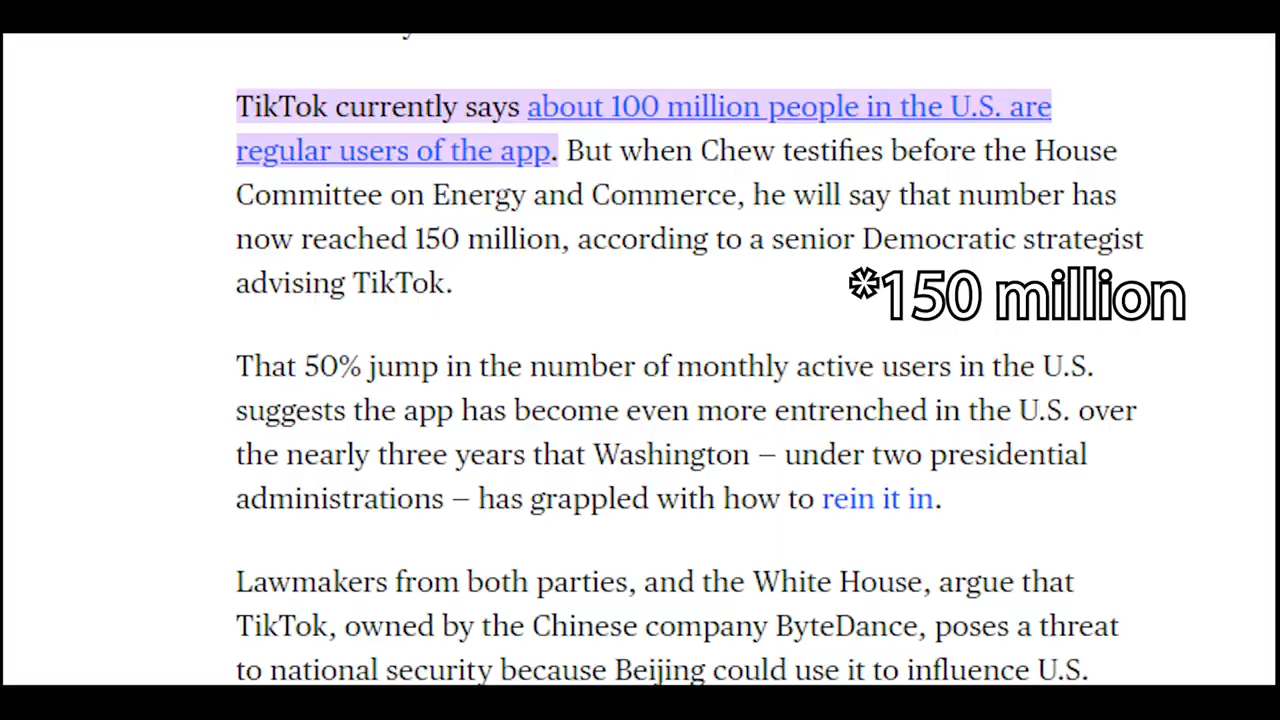 TikTok currently says about 100 million people in the U.S. are
regular users of the app. But when Chew testifies before the House
Committee on Energy and Commerce, he will say that number has
now reached 150 million, according to a senior Democratic strategist
advising TikTok.
*150 million
That 50% jump in the number of monthly active users in the U.S.
suggests the app has become even more entrenched in the U.S. over
the nearly three years that Washington – under two presidential
administrations – has grappled with how to rein it in.
Lawmakers from both parties, and the White House, argue that
TikTok, owned by the Chinese company ByteDance, poses a threat
to national security because Beijing could use it to influence U.S.